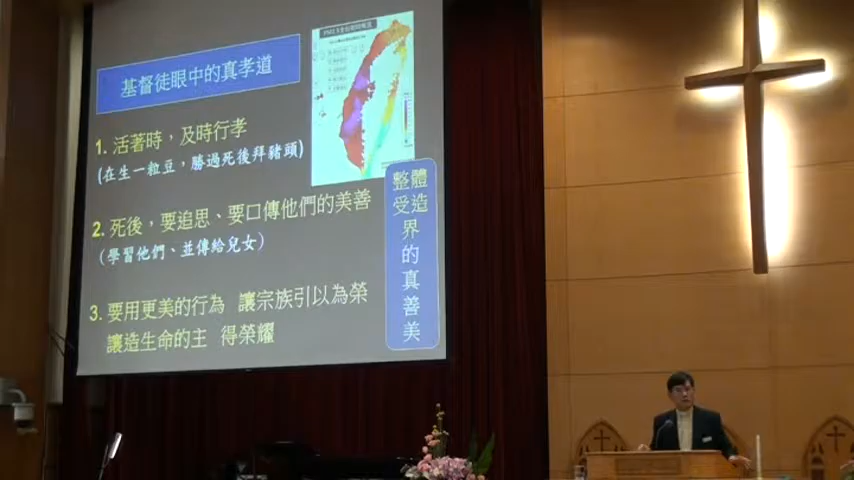 基督徒眼中的真孝道
1. 活著時，及時行孝
(在生一粒豆，勝過死後拜豬頭)
2. 死後，要追思、要口傳他們的美善
(學習他們、並傳給兒女)
3. 要用更美的行為 讓宗族引以為榮
讓造生命的主 得榮耀
整體
受造
界
的
真
善
美